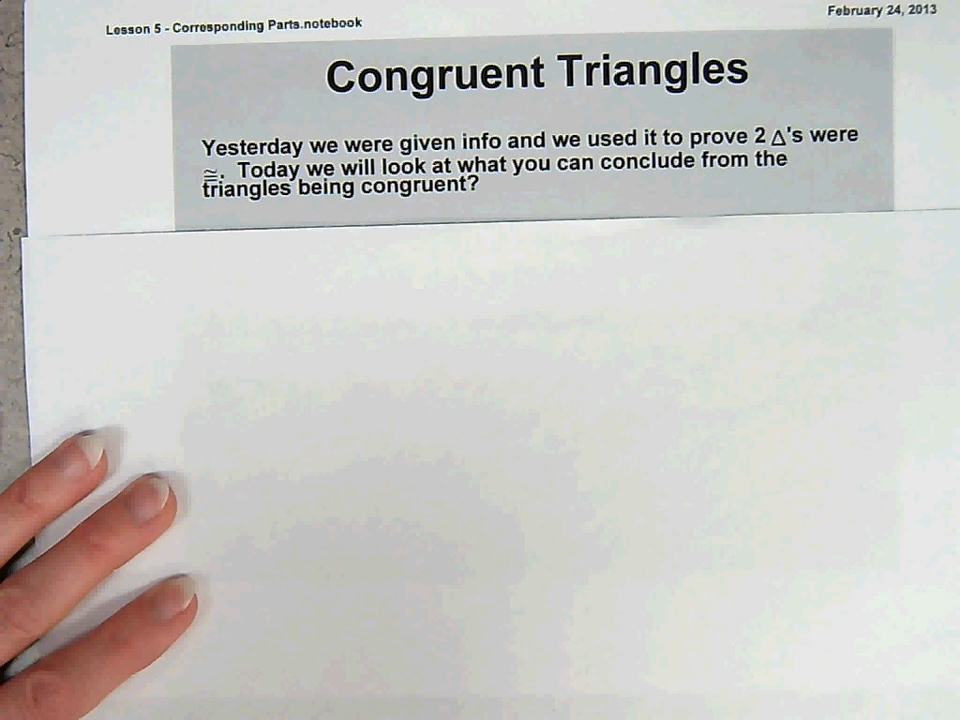 Lesson 5 - Corresponding Parts.notebook
February 24, 2013
Congruent Triangles
Yesterday we were given info and we used it to prove 2 △'s were
≅. Today we will look at what you can conclude from the
triangles being congruent?